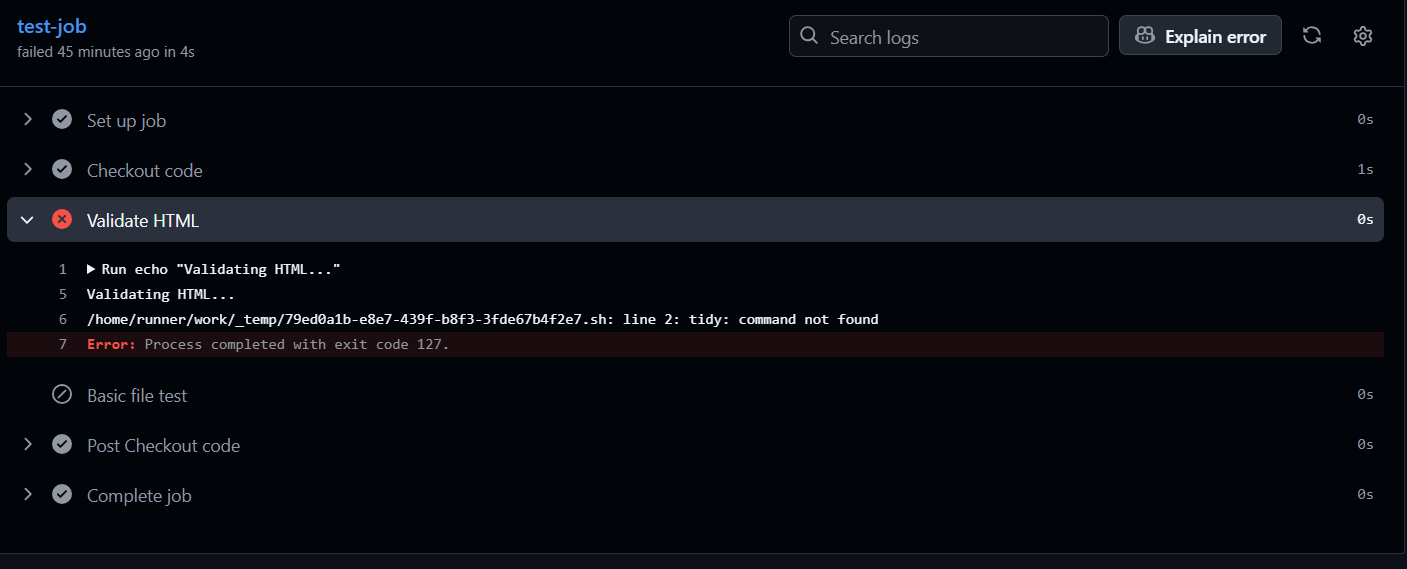 test-job
failed 45 minutes ago in 4s
Search logs
Explain error
Set up job 0s
Checkout code 1s
Validate HTML 0s
1 Run echo "Validating HTML..."
5 Validating HTML...
6 /home/runner/work/_temp/79ed0a1b-e8e7-439f-b8f3-3fde67b4f2e7.sh: line 2: tidy: command not found
7 Error: Process completed with exit code 127.
Basic file test 0s
Post Checkout code 0s
Complete job 0s